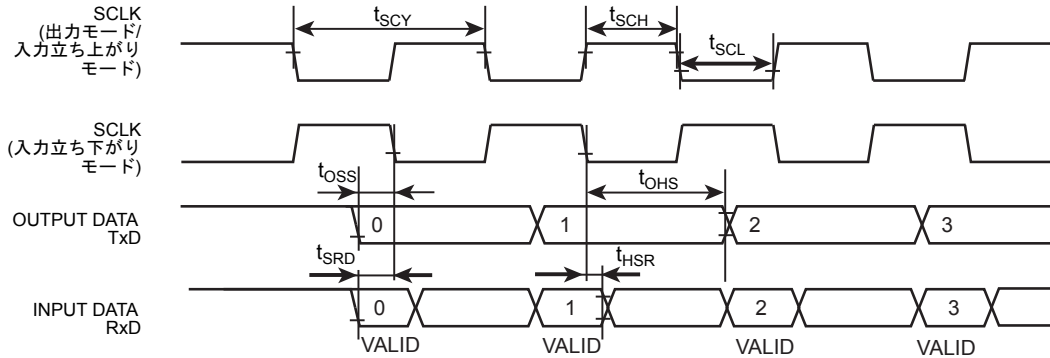 SCLK
(出力モード/
入力立ち上がり
モード)
tSCY
tSCH
tSCL
SCLK
(入力立ち下がり
モード)
tOSS
tOHS
OUTPUT DATA
TxD
0
1
2
3
tSRD
tHSR
INPUT DATA
RxD
0
1
2
3
VALID
VALID
VALID
VALID